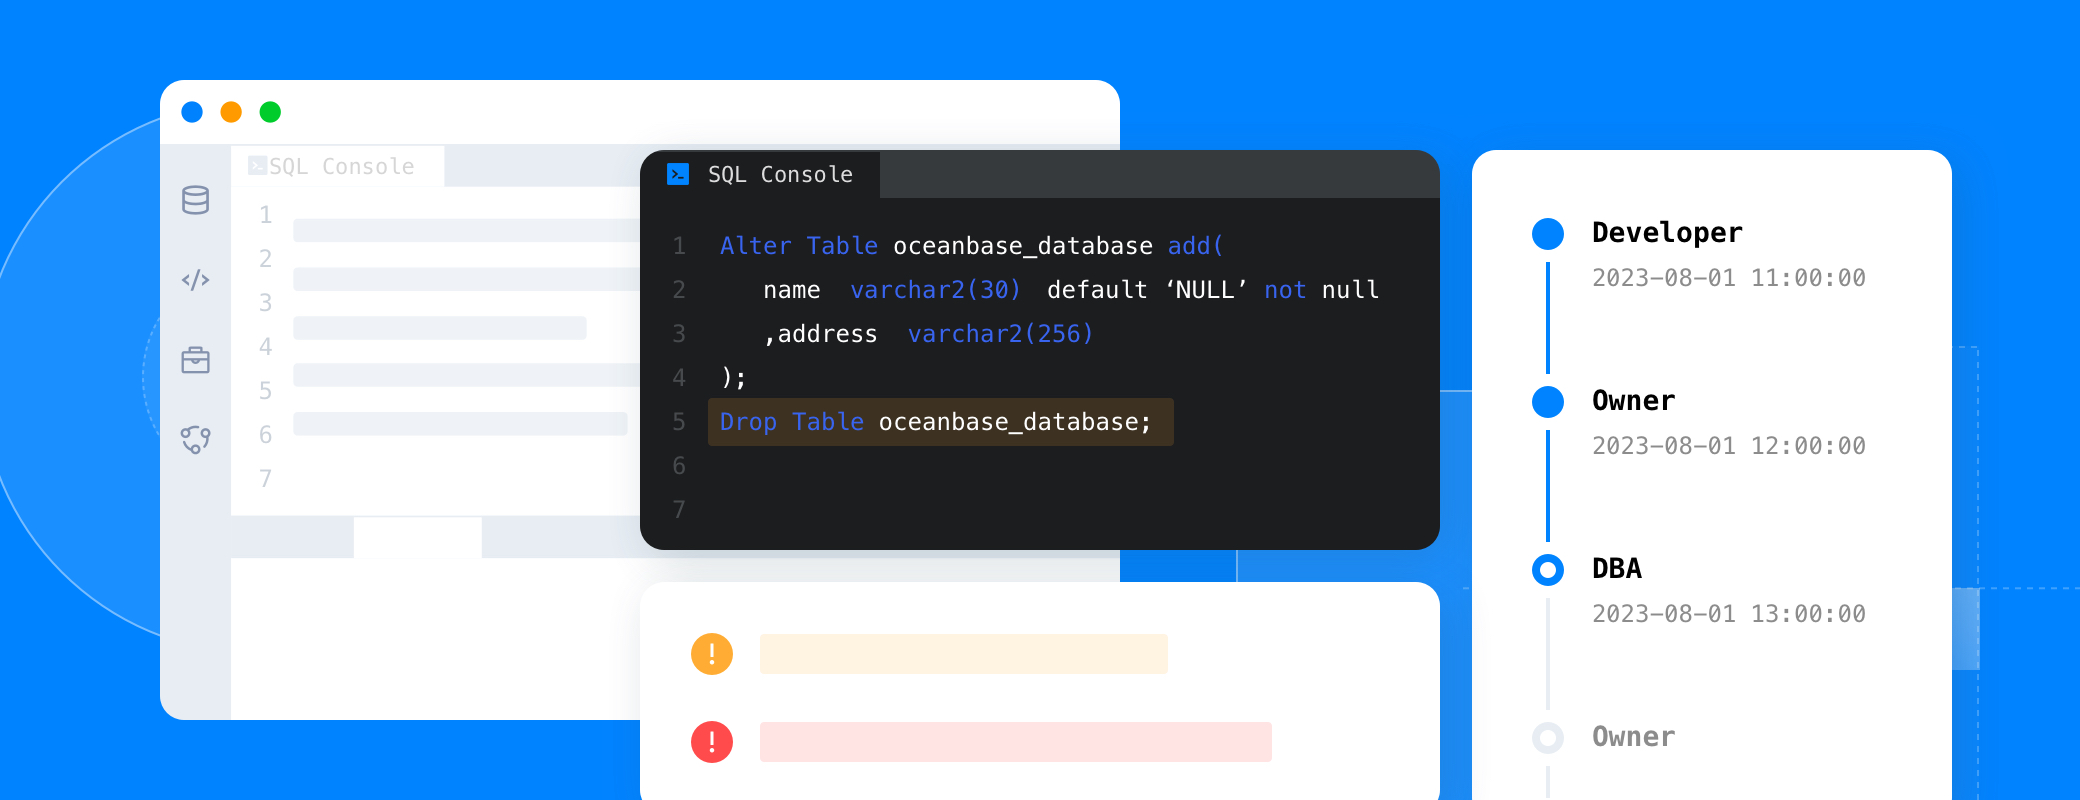 SQL Console
1
2
3
4
5
6
7
SQL Console
1 Alter Table oceanbase_database add(
2 name varchar2(30) default ‘NULL’ not null
3 ,address varchar2(256)
4 );
5 Drop Table oceanbase_database;
6
7
Developer
2023-08-01 11:00:00
Owner
2023-08-01 12:00:00
DBA
2023-08-01 13:00:00
Owner